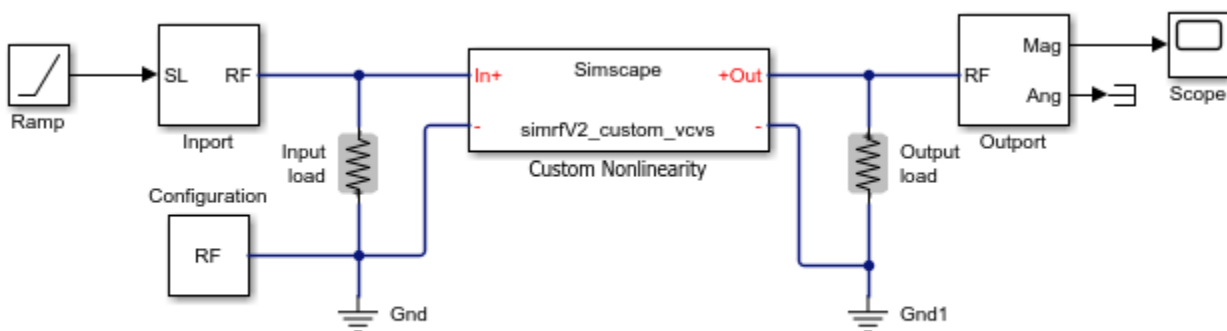 Ramp
SL
RF
Inport
Configuration
RF
Input
load
In+
-
Simscape
simrfV2_custom_vcvs
+Out
-
Custom Nonlinearity
Output
load
RF
Mag
Ang
Outport
Scope
Gnd
Gnd1